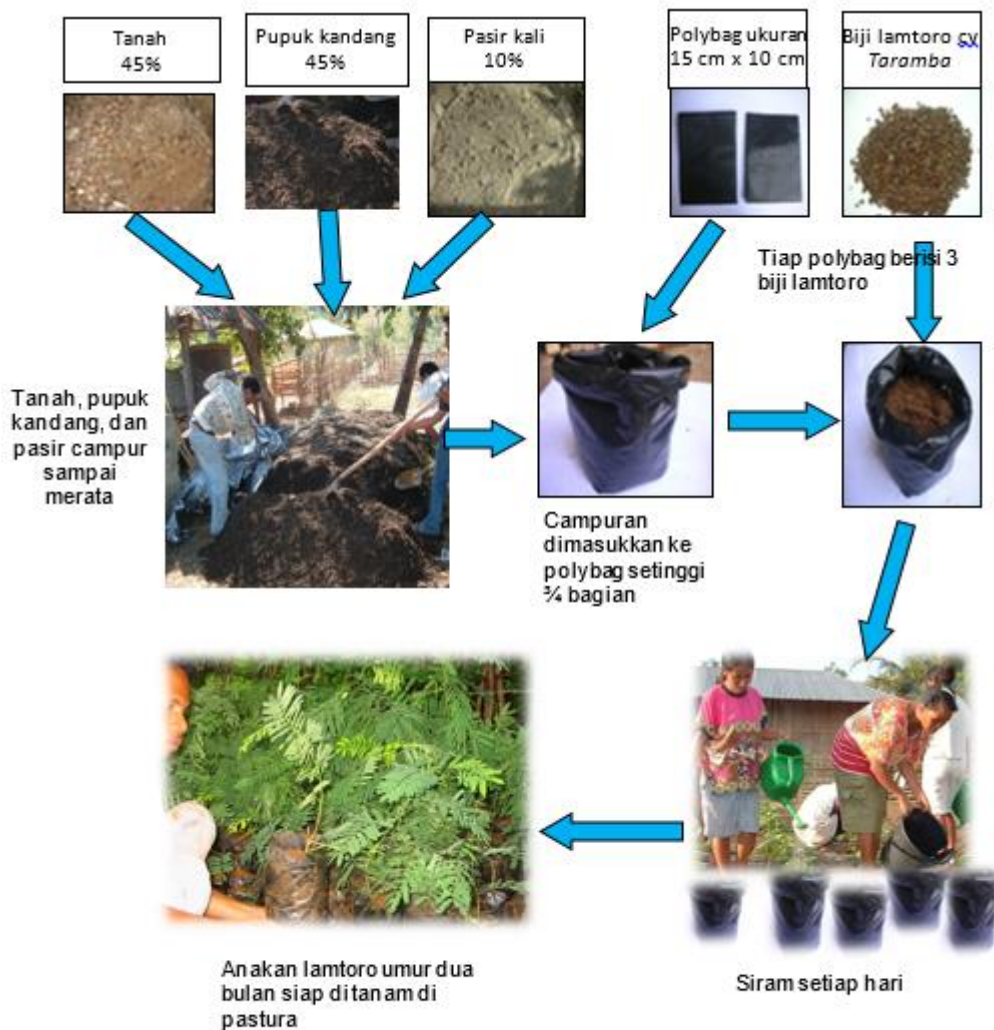 Tanah
45%
Pupuk kandang
45%
Pasir kali
10%
Polybag ukuran
15 cm x 10 cm
Biji lamtoro cv
Taramba
Tiap polybag berisi 3
biji lamtoro
Tanah, pupuk
kandang, dan
pasir campur
sampai
merata
Campuran
dimasukkan ke
polybag setinggi
¾ bagian
Siram setiap hari
Anakan lamtoro umur dua
bulan siap ditanam di
pastura